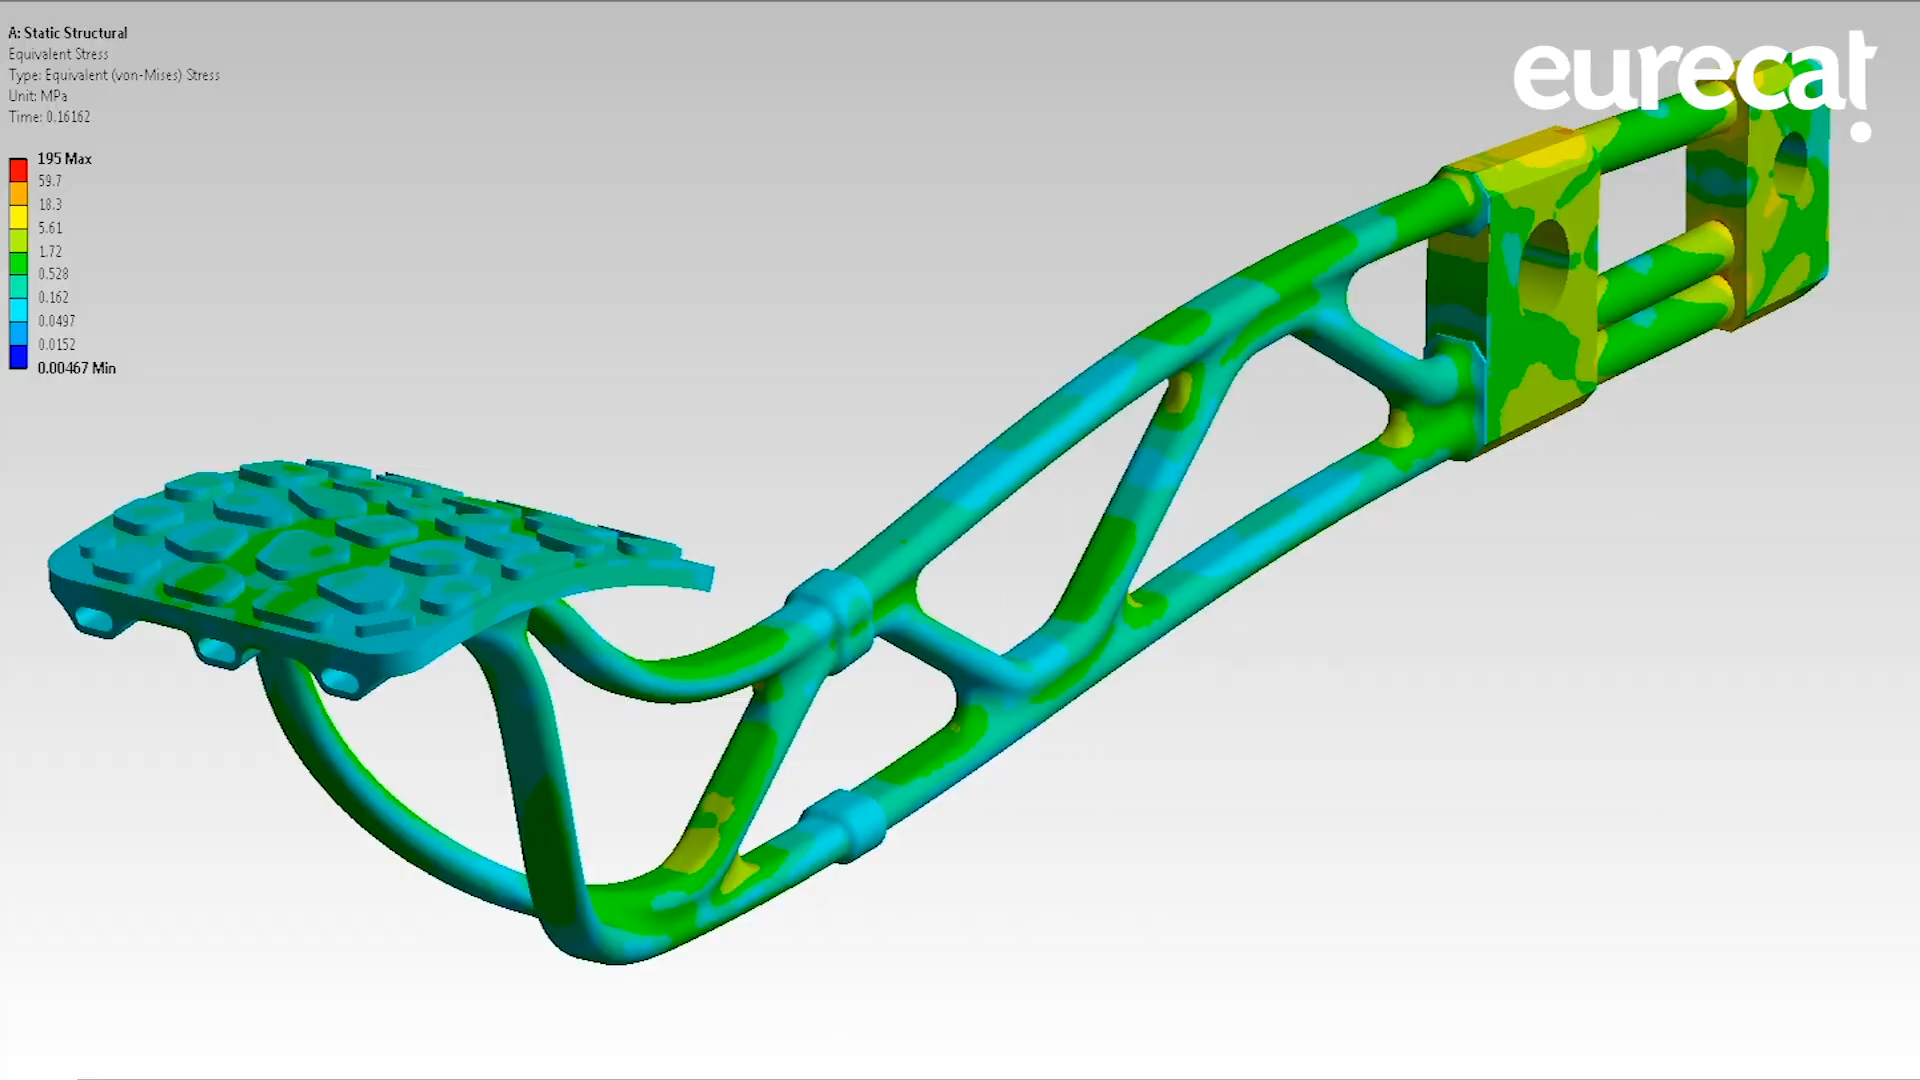 A: Static Structural
Equivalent Stress
Type: Equivalent (von-Mises) Stress
Unit: MPa
Time: 0.16162
195 Max
59.7
18.3
5.61
1.72
0.528
0.162
0.0497
0.0152
0.00467 Min
eurecat